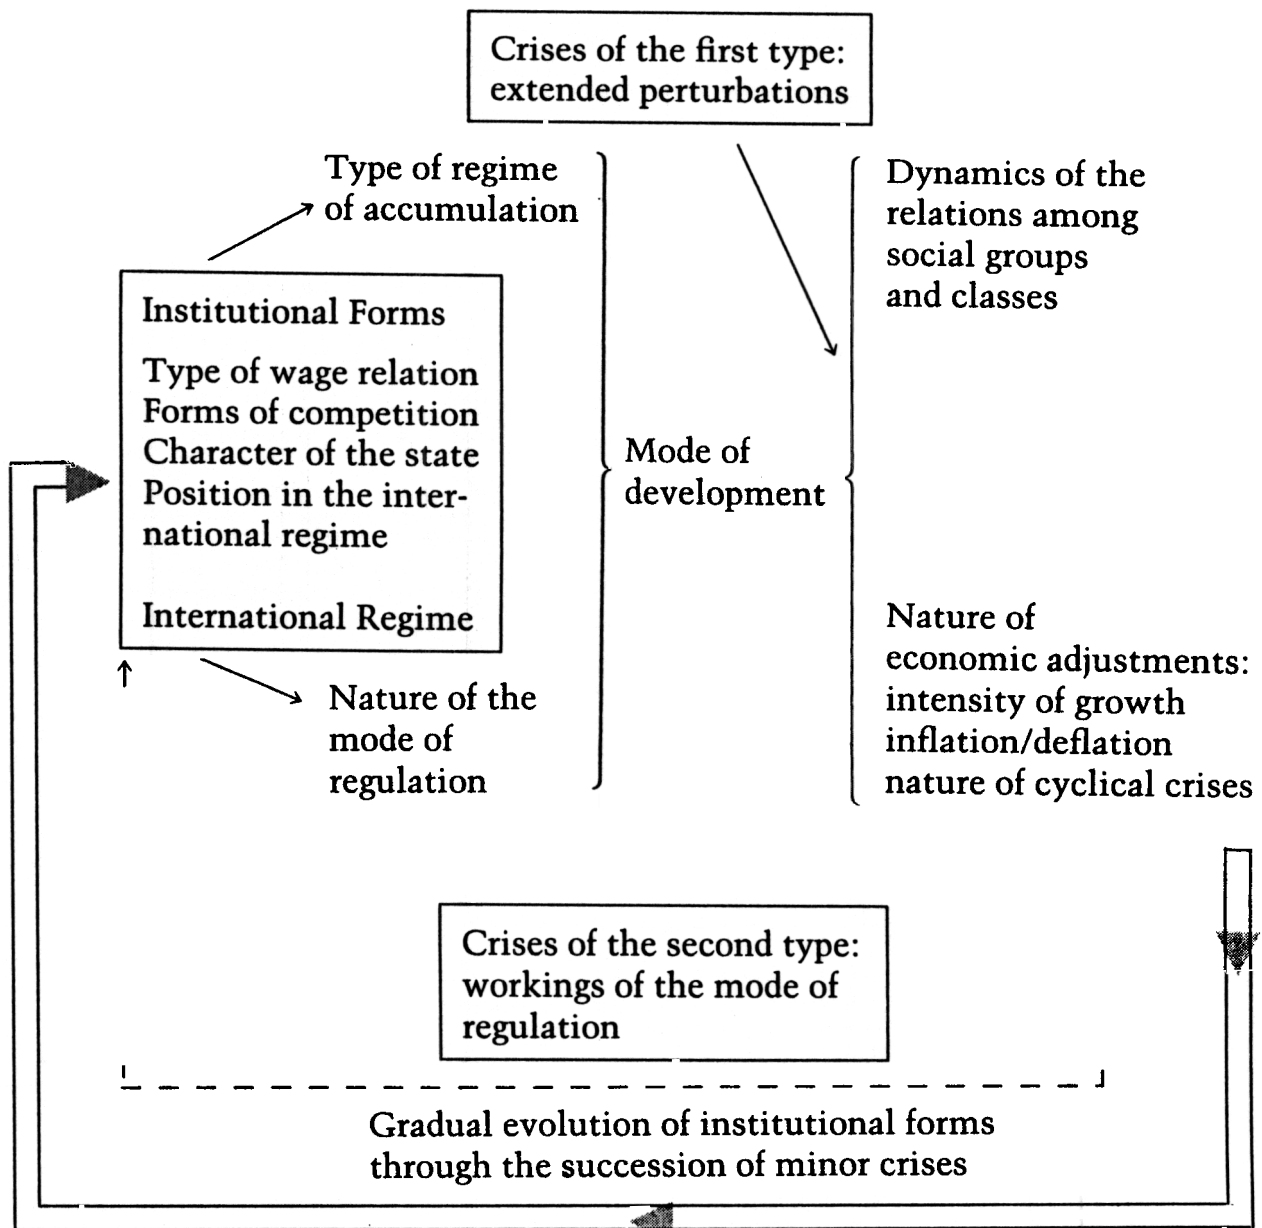 Crises of the first type:
extended perturbations
Type of regime
of accumulation
Institutional Forms
Type of wage relation
Forms of competition
Character of the state
Position in the inter-
national regime
International Regime
Nature of the
mode of
regulation
Mode of
development
Dynamics of the
relations among
social groups
and classes
Nature of
economic adjustments:
intensity of growth
inflation/deflation
nature of cyclical crises
Crises of the second type:
workings of the mode of
regulation
Gradual evolution of institutional forms
through the succession of minor crises